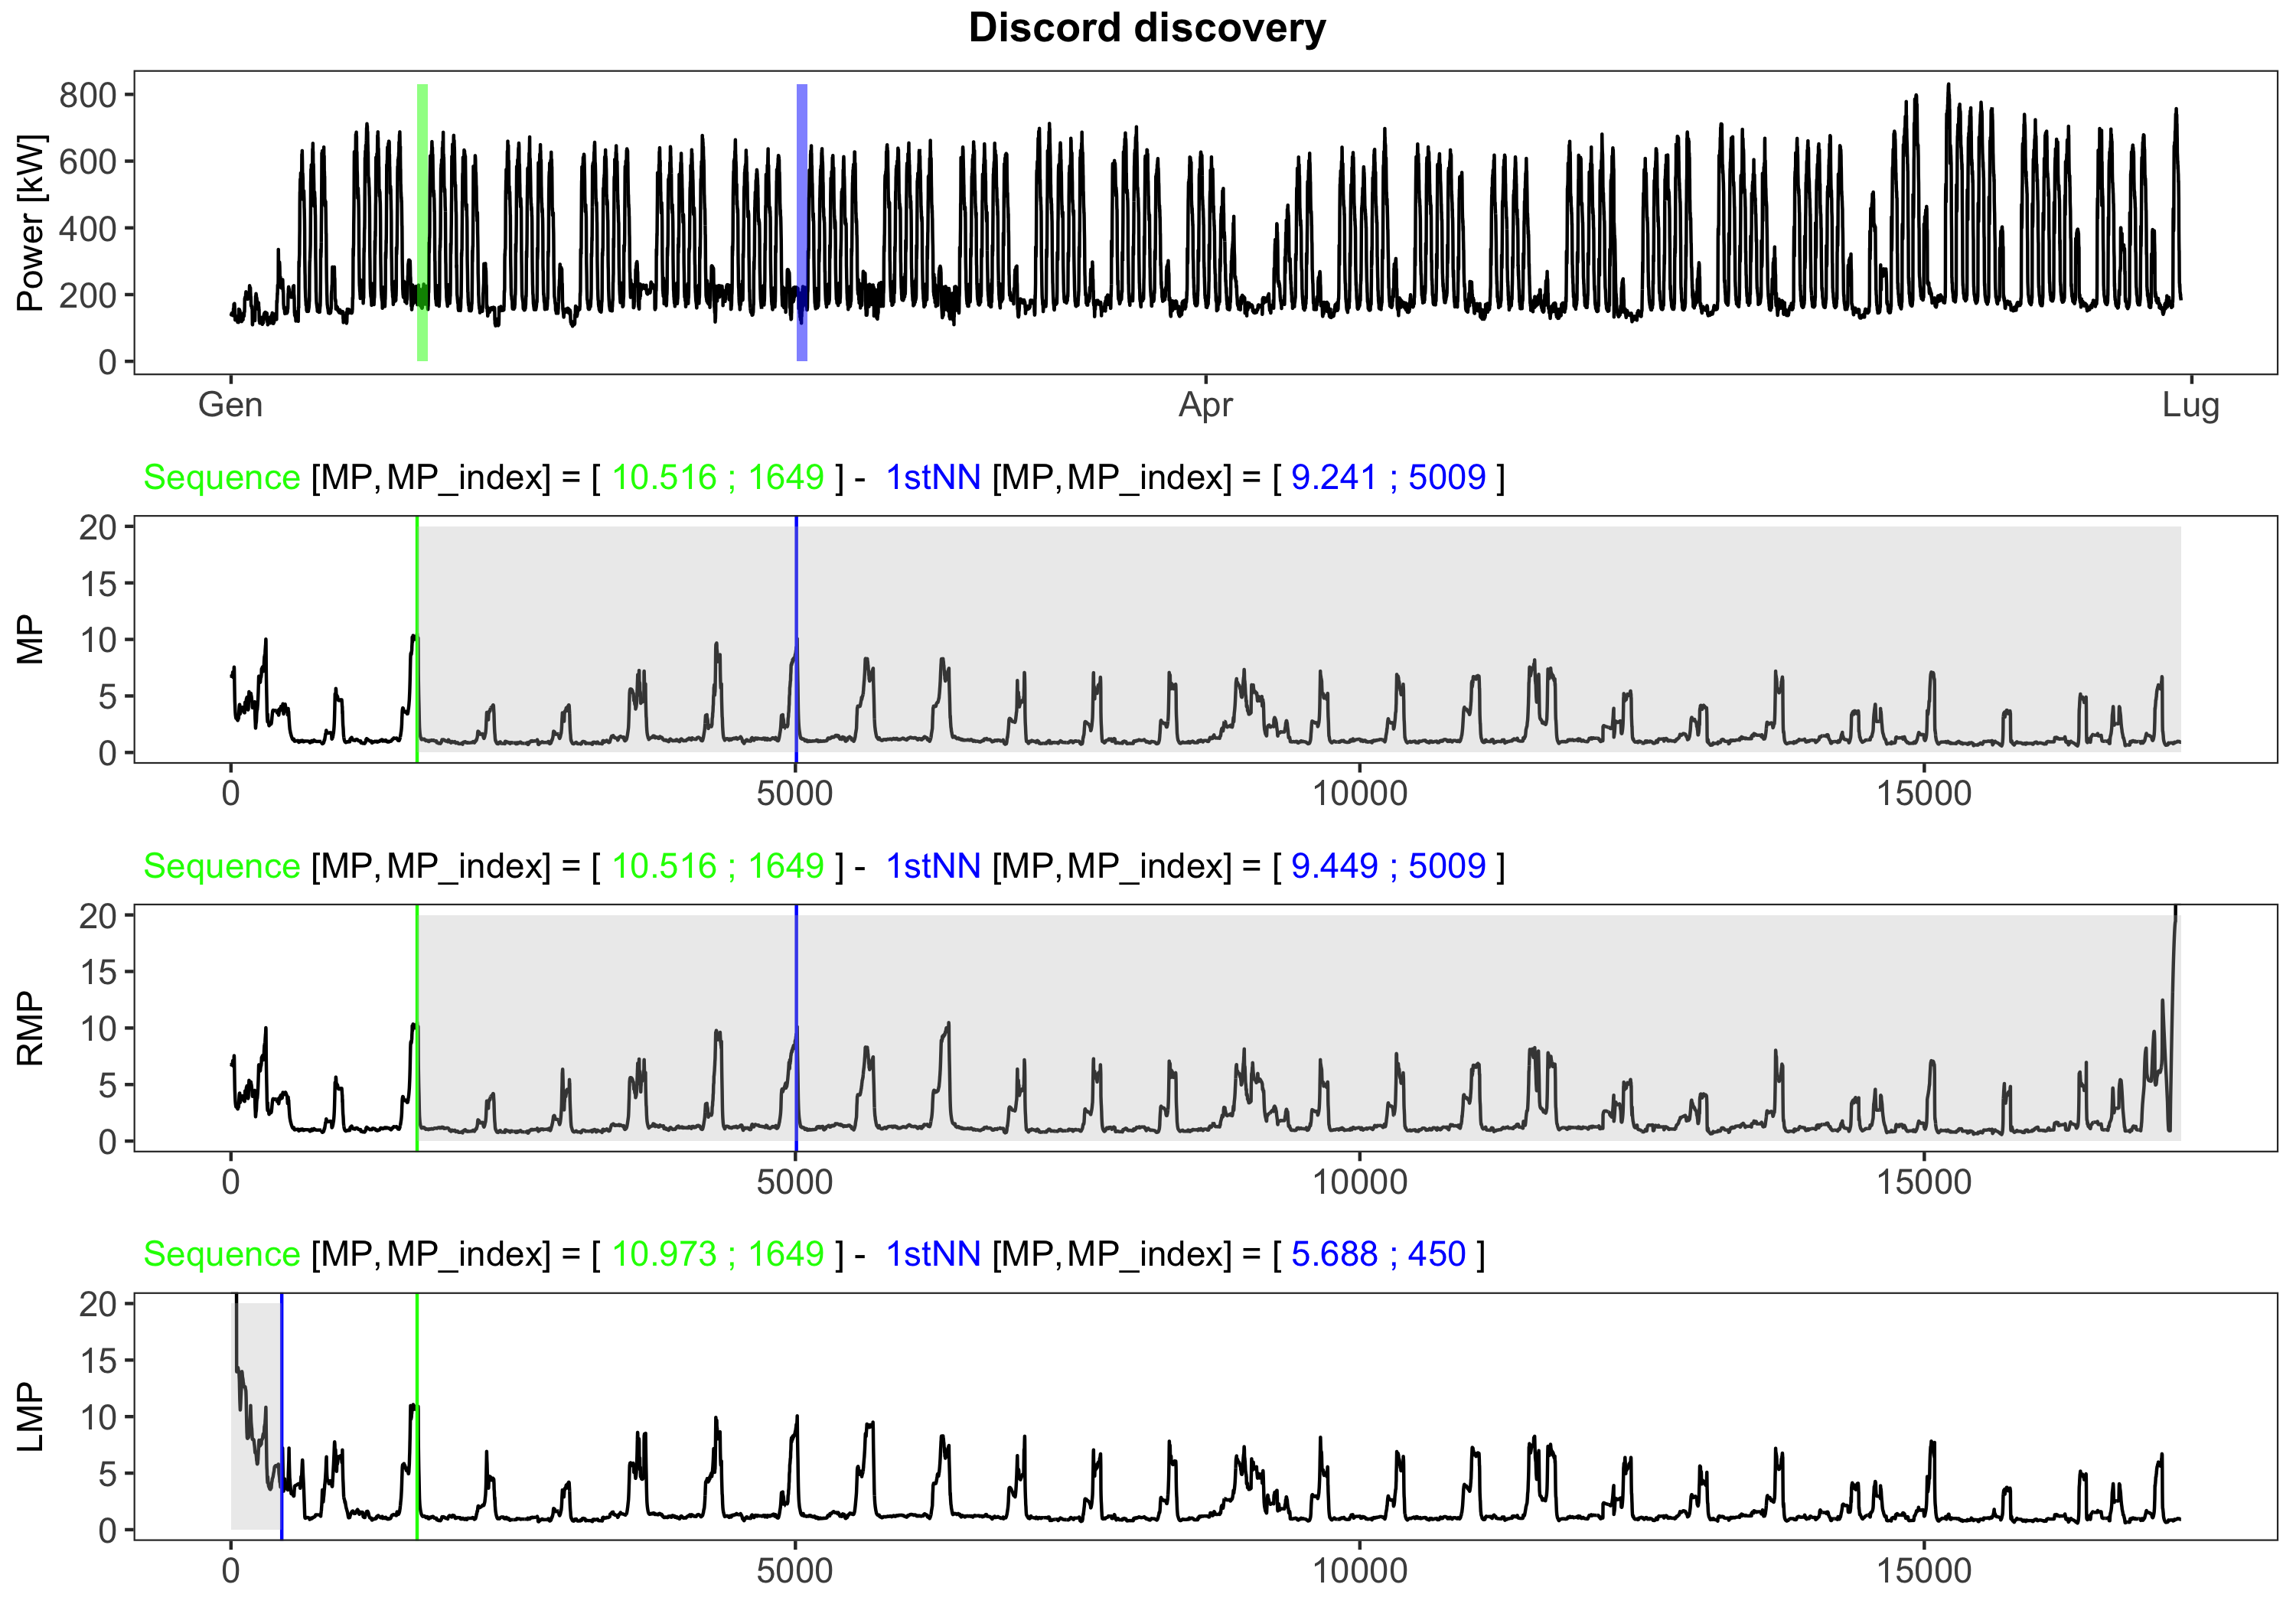 Discord discovery
Power [kW]
800
600
400
200
0
Gen Apr Lug
Sequence [MP, MP_index] = [ 10.516 ; 1649 ] - 1stNN [MP, MP_index] = [ 9.241 ; 5009 ]
MP
20
15
10
5
0
0 5000 10000 15000
Sequence [MP, MP_index] = [ 10.516 ; 1649 ] - 1stNN [MP, MP_index] = [ 9.449 ; 5009 ]
RMP
20
15
10
5
0
0 5000 10000 15000
Sequence [MP, MP_index] = [ 10.973 ; 1649 ] - 1stNN [MP, MP_index] = [ 5.688 ; 450 ]
LMP
20
15
10
5
0
0 5000 10000 15000